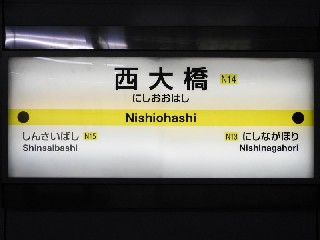 西大橋 N14
にしおおはし
Nishiohashi
しんさいばし N15
Shinsaibashi
N13 にしながほり
Nishinagahori